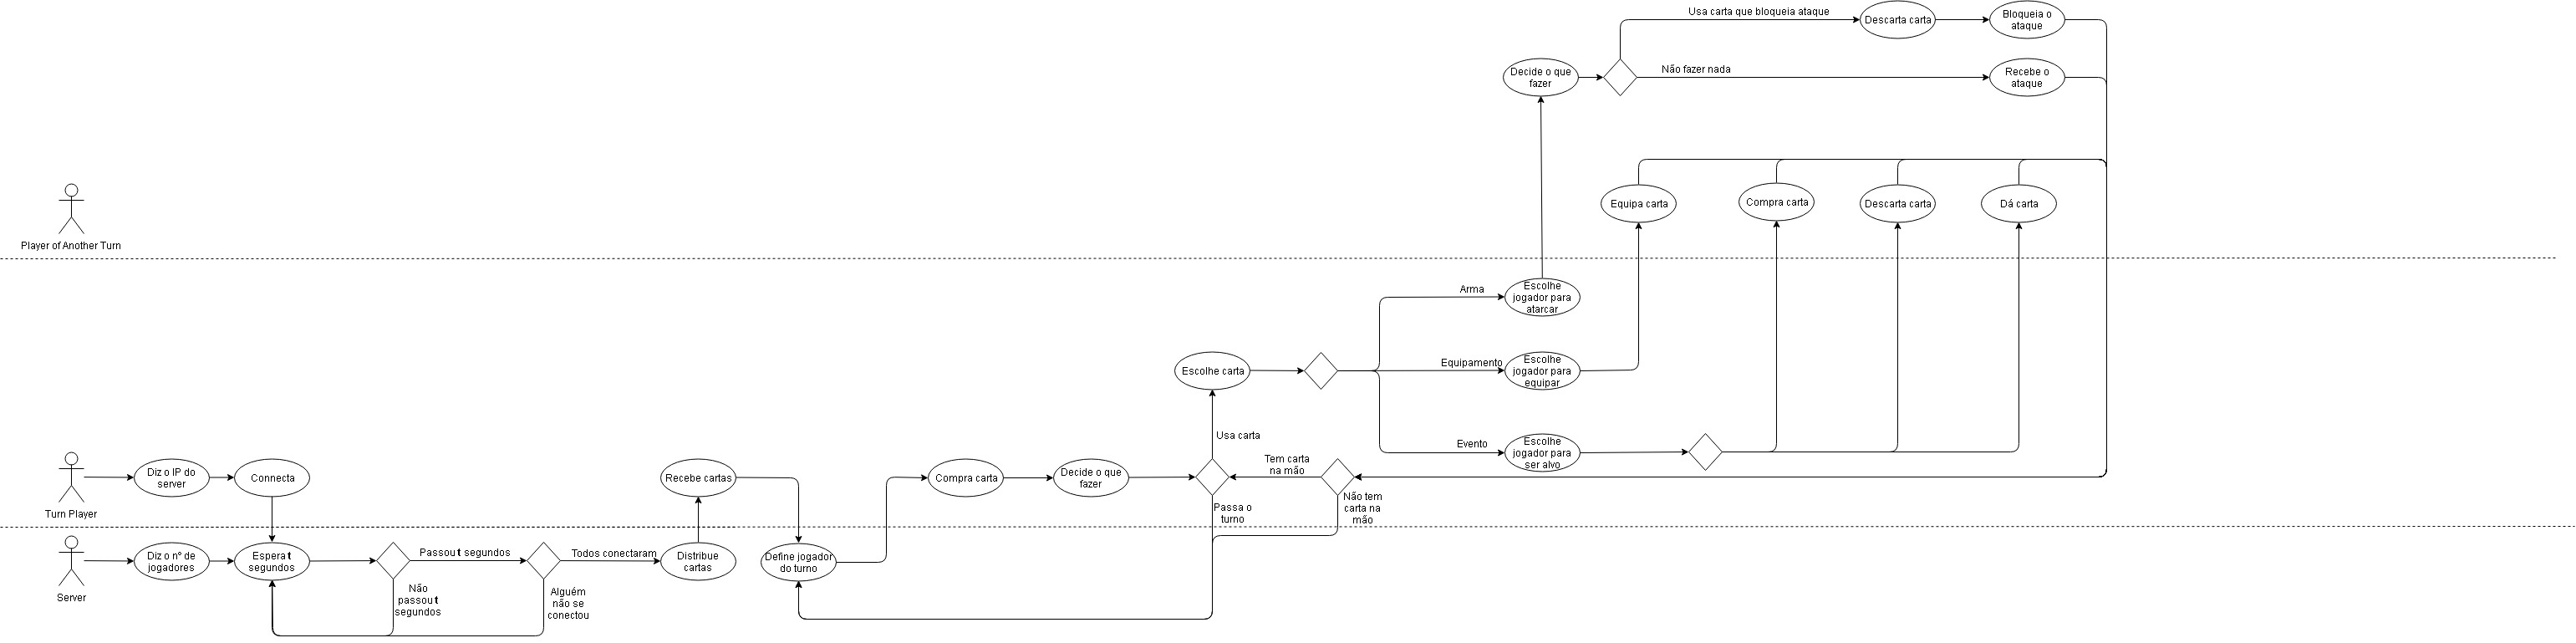 Usa carta que bloqueia ataque
Descarta carta
Bloqueia o
ataque
Decide o que
fazer
Não fazer nada
Recebe o
ataque
Equipa carta
Compra carta
Descarta carta
Dá carta
Player of Another Turn
Arma
Escolhe
jogador para
atarcar
Escolhe carta
Equipamento
Escolhe
jogador para
equipar
Usa carta
Evento
Escolhe
jogador para
ser alvo
Diz o IP do
server
Connecta
Recebe cartas
Compra carta
Decide o que
fazer
Tem carta
na mão
Não tem
carta na
mão
Passa o
turno
Turn Player
Diz o nº de
jogadores
Espera t
segundos
Passou t segundos
Todos conectaram
Distribue
cartas
Define jogador
do turno
Não
passou t
segundos
Alguém
não se
conectou
Server